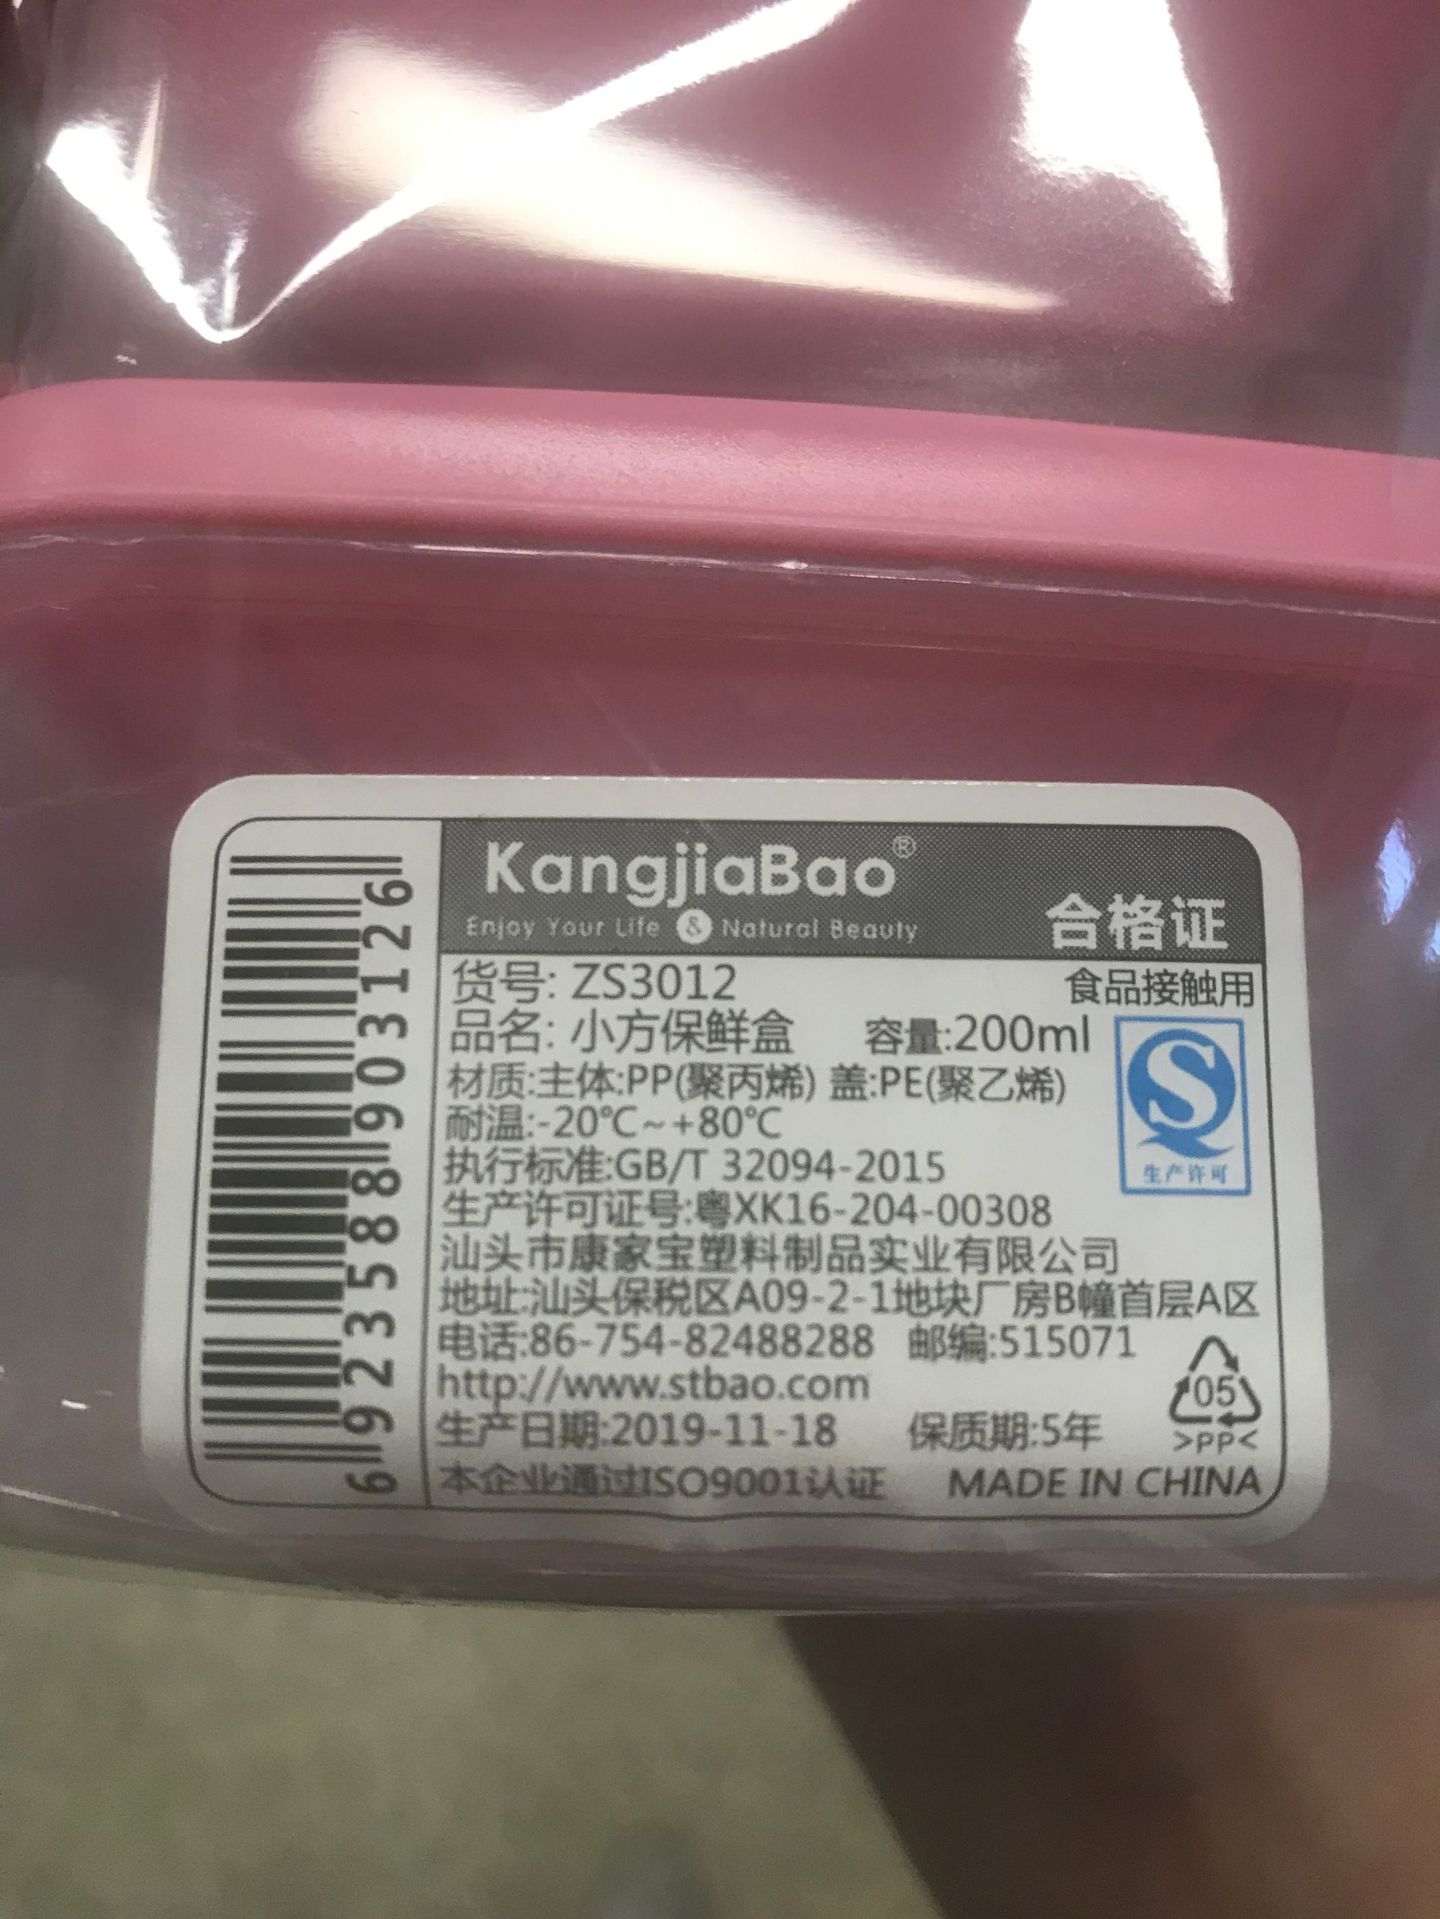 KangjiaBao®
Enjoy Your Life & Natural Beauty
合格证
货号: ZS3012 食品接触用
品名: 小方保鲜盒 容量:200ml
材质:主体:PP(聚丙烯) 盖:PE(聚乙烯)
耐温:-20℃~+80℃
执行标准:GB/T 32094-2015
生产许可证号:粤XK16-204-00308
S
生产许可
汕头市康家宝塑料制品实业有限公司
地址:汕头保税区A09-2-1地块厂房B幢首层A区
电话:86-754-82488288 邮编:515071
http://www.stbao.com
生产日期:2019-11-18 保质期:5年
05
>PP<
本企业通过ISO9001认证 MADE IN CHINA
6 923588 903126